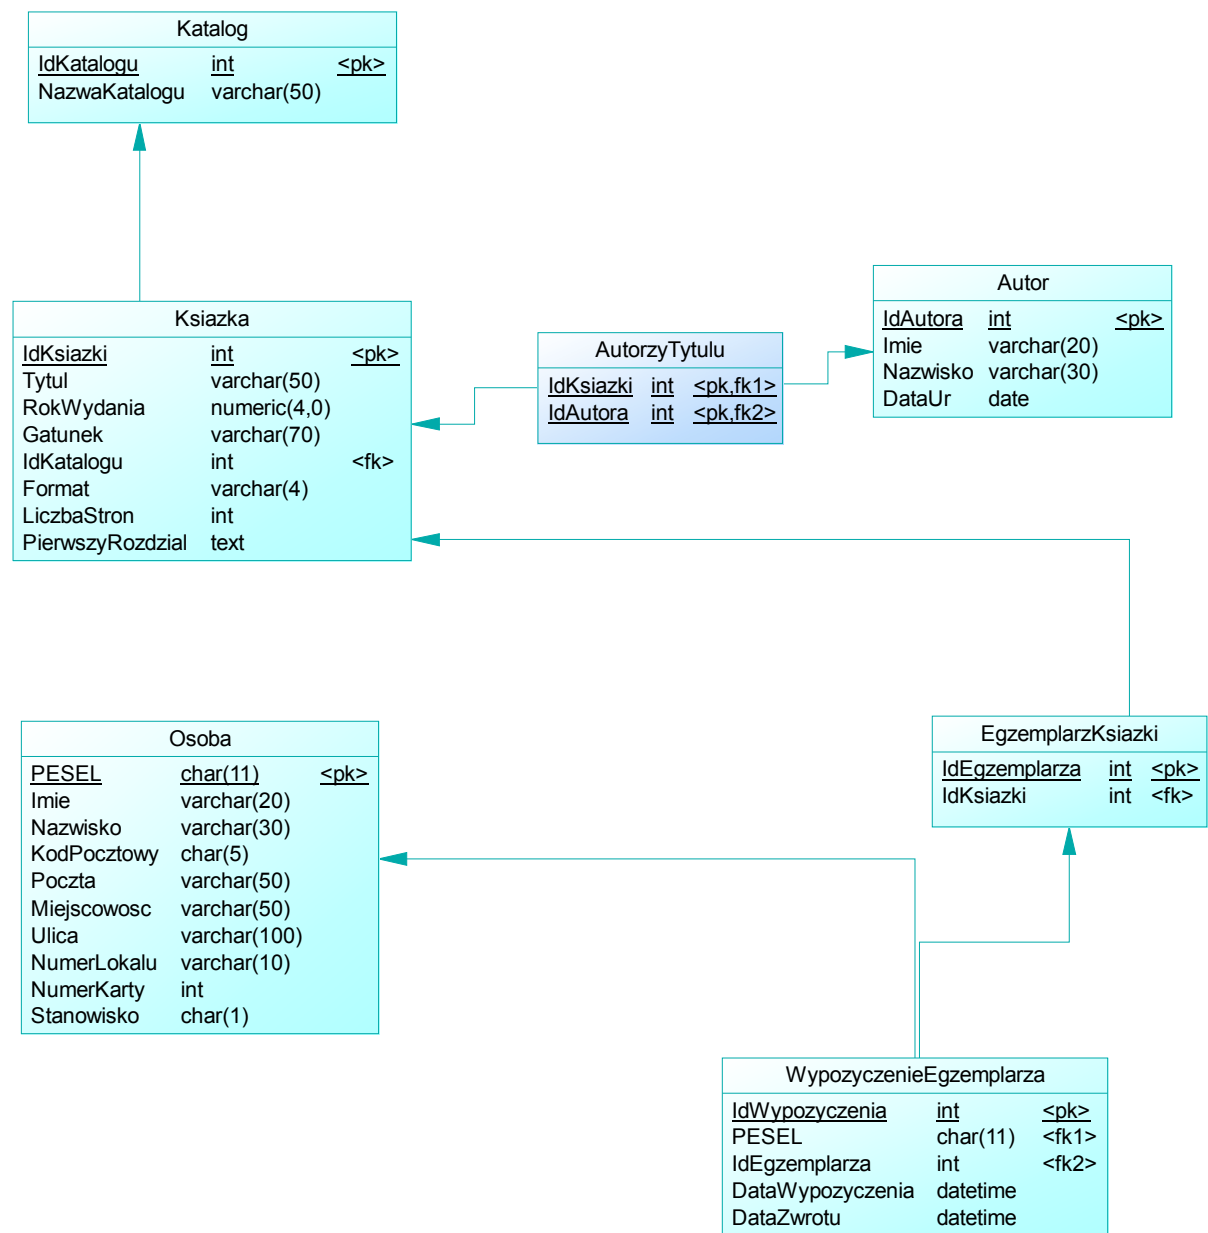 Katalog
IdKatalogu int <pk>
NazwaKatalogu varchar(50)
Ksiazka
IdKsiazki int <pk>
Tytul varchar(50)
RokWydania numeric(4,0)
Gatunek varchar(70)
IdKatalogu int <fk>
Format varchar(4)
LiczbaStron int
PierwszyRozdzial text
AutorzyTytulu
IdKsiazki int <pk,fk1>
IdAutora int <pk,fk2>
Autor
IdAutora int <pk>
Imie varchar(20)
Nazwisko varchar(30)
DataUr date
Osoba
PESEL char(11) <pk>
Imie varchar(20)
Nazwisko varchar(30)
KodPocztowy char(5)
Poczta varchar(50)
Miejscowosc varchar(50)
Ulica varchar(100)
NumerLokalu varchar(10)
NumerKarty int
Stanowisko char(1)
EgzemplarzKsiazki
IdEgzemplarza int <pk>
IdKsiazki int <fk>
WypozyczenieEgzemplarza
IdWypozyczenia int <pk>
PESEL char(11) <fk1>
IdEgzemplarza int <fk2>
DataWypozyczenia datetime
DataZwrotu datetime